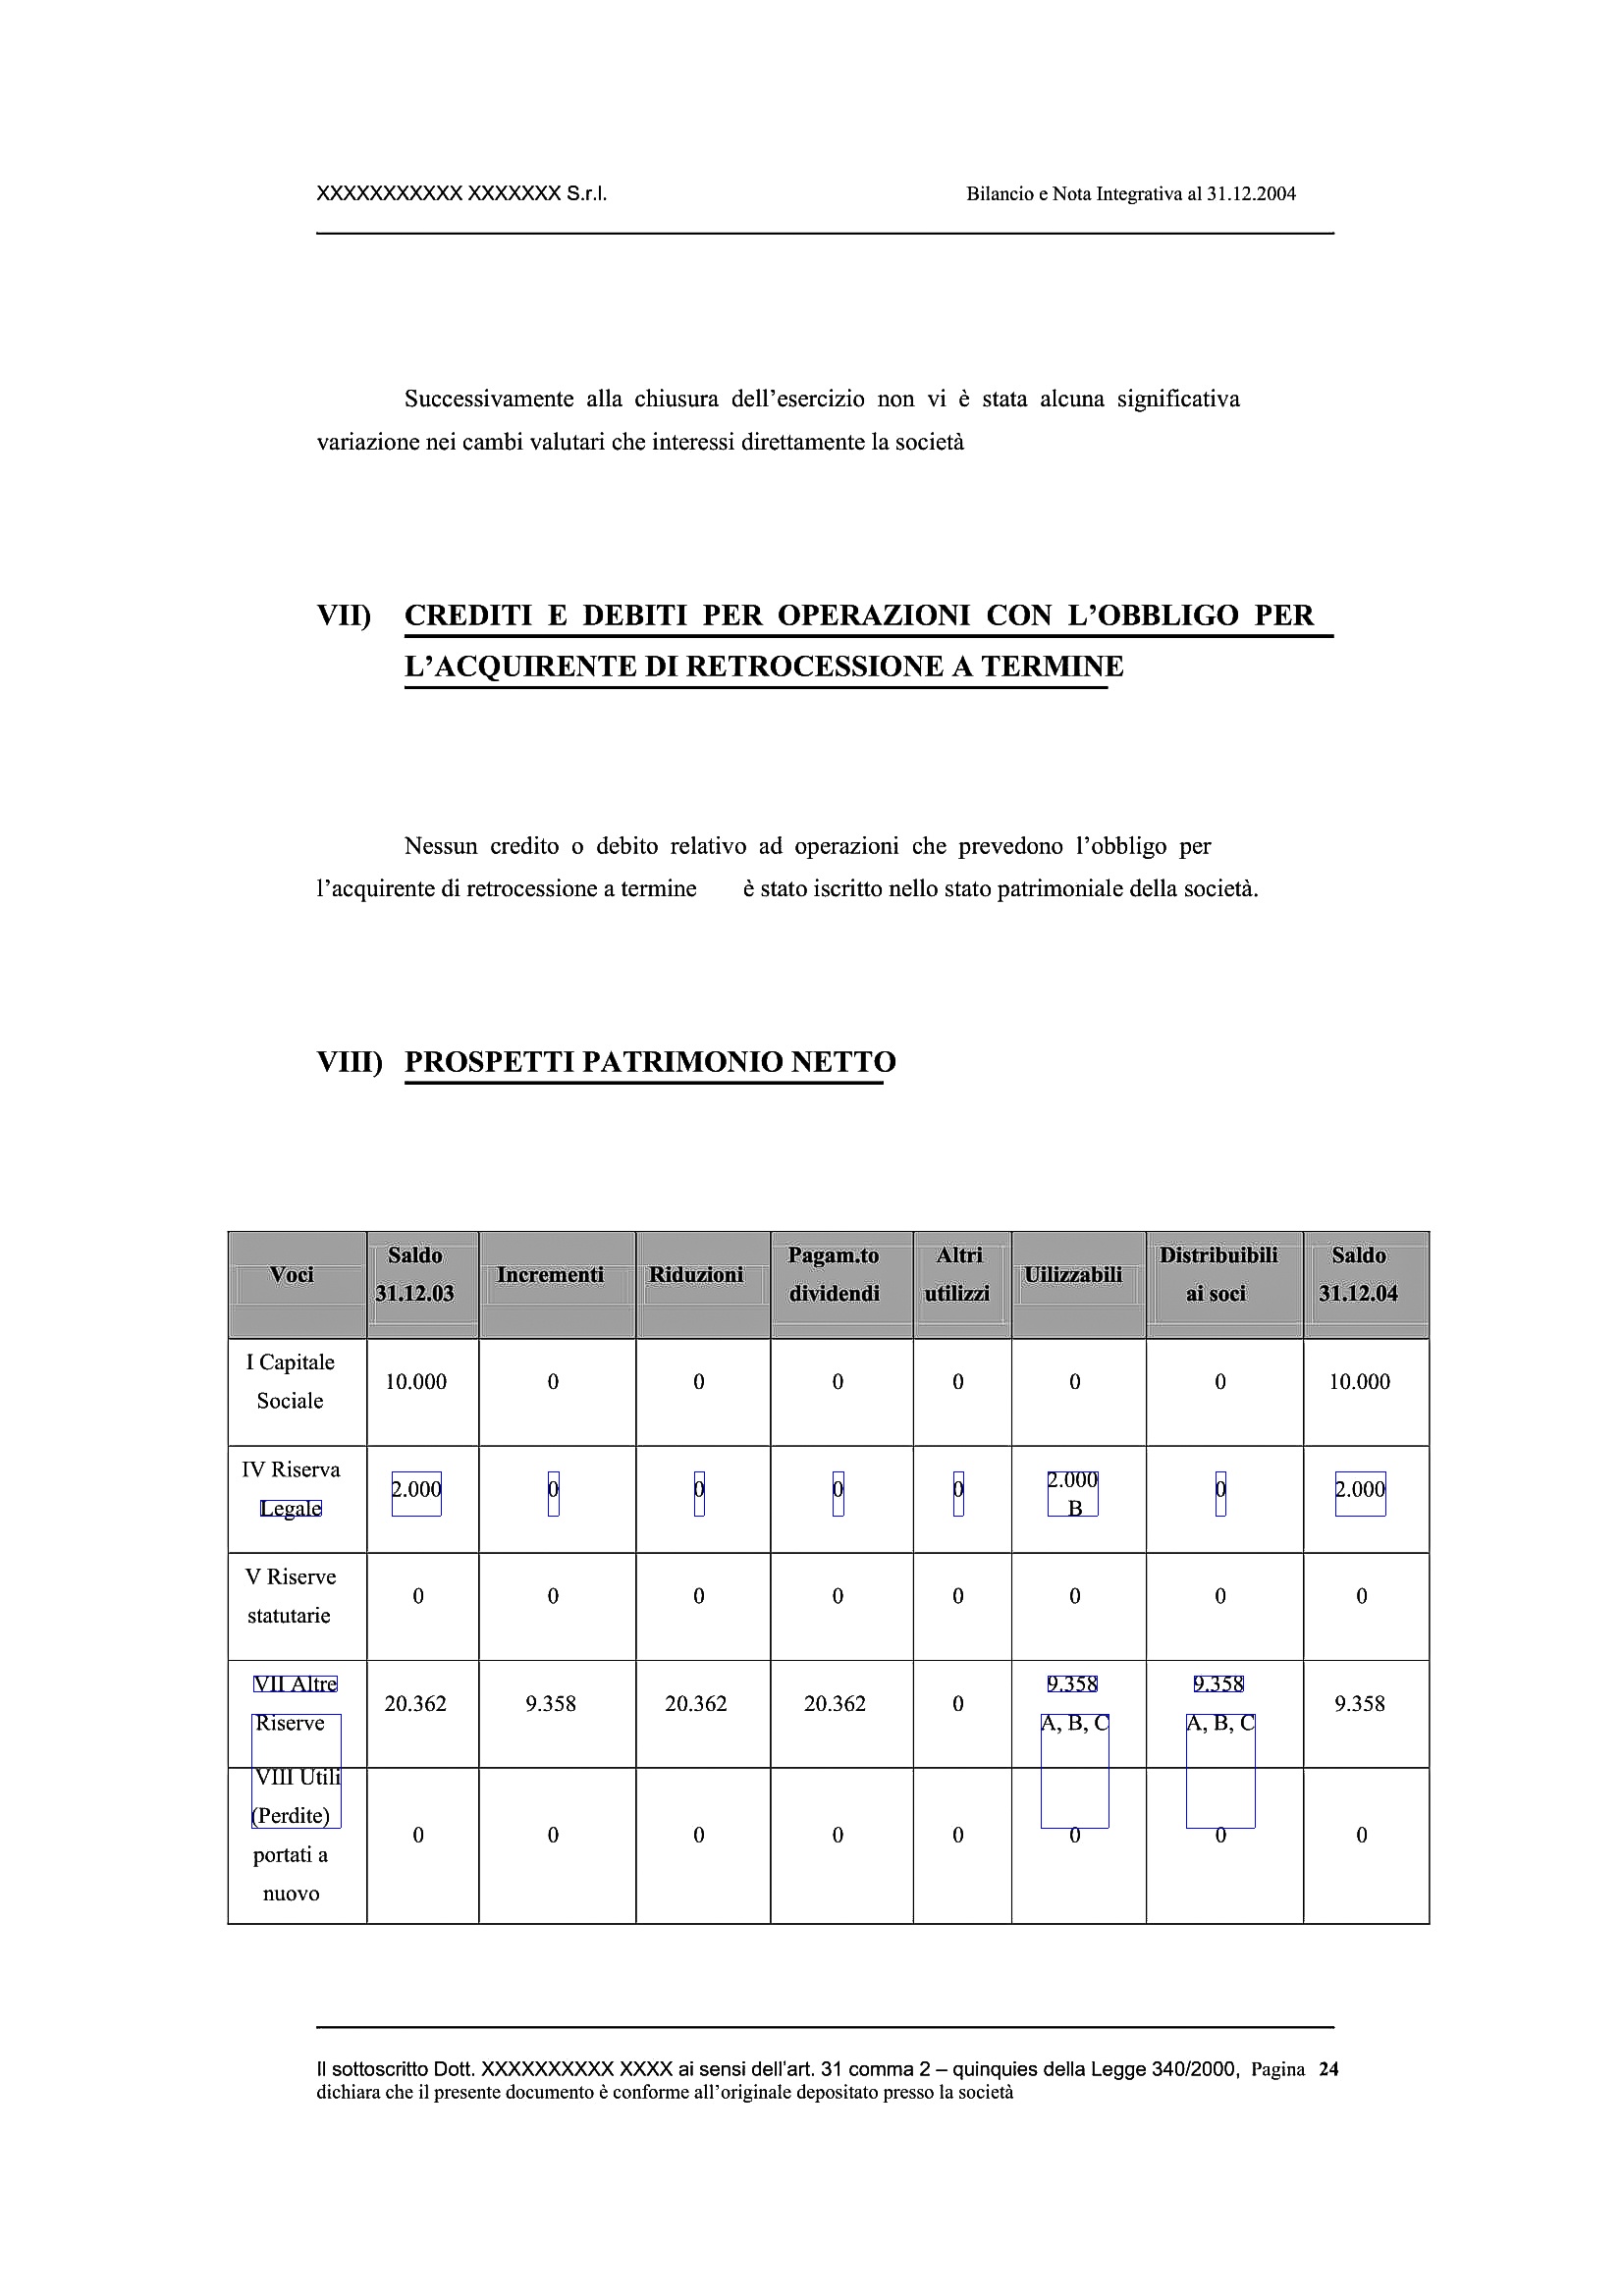 XXXXXXXXXXX XXXXXXX S.r.l. Bilancio e Nota Integrativa al 31.12.2004
Successivamente alla chiusura dell’esercizio non vi è stata alcuna significativa
variazione nei cambi valutari che interessi direttamente la società
VII) CREDITI E DEBITI PER OPERAZIONI CON L’OBBLIGO PER
L’ACQUIRENTE DI RETROCESSIONE A TERMINE
Nessun credito o debito relativo ad operazioni che prevedono l’obbligo per
l’acquirente di retrocessione a termine è stato iscritto nello stato patrimoniale della società.
VIII) PROSPETTI PATRIMONIO NETTO
Voci Saldo 31.12.03 Incrementi Riduzioni Pagam.to dividendi Altri utilizzi Uilizzabili Distribuibili ai soci Saldo 31.12.04
I Capitale Sociale 10.000 0 0 0 0 0 0 10.000
IV Riserva Legale 2.000 0 0 0 0 2.000 B 0 2.000
V Riserve statutarie 0 0 0 0 0 0 0 0
VII Altre Riserve 20.362 9.358 20.362 20.362 0 9.358 A, B, C 9.358 A, B, C 9.358
VIII Utili (Perdite) portati a nuovo 0 0 0 0 0 0 0 0
Il sottoscritto Dott. XXXXXXXXXX XXXX ai sensi dell'art. 31 comma 2 – quinquies della Legge 340/2000, Pagina 24
dichiara che il presente documento è conforme all’originale depositato presso la società